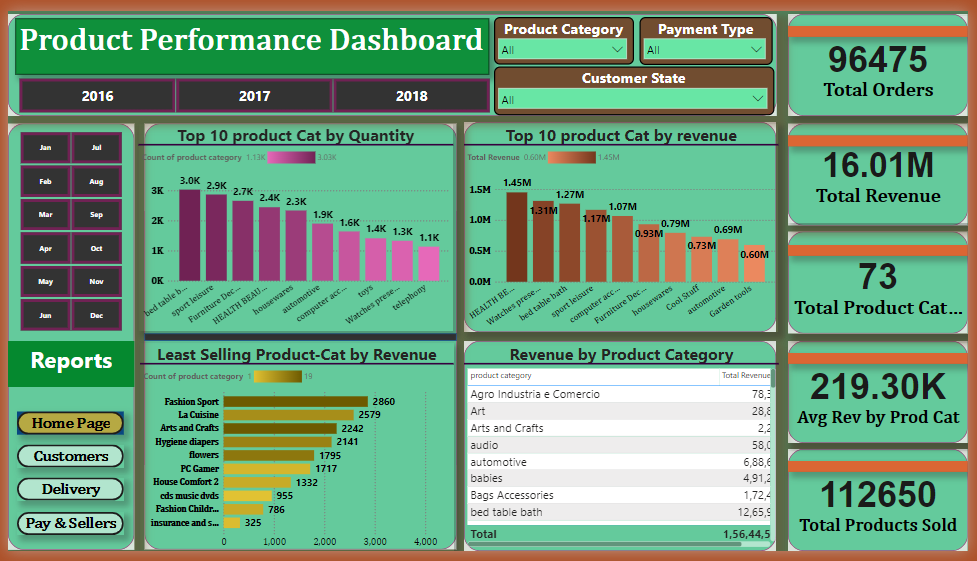 Product Performance Dashboard
2016 2017 2018
Product Category
All
Payment Type
All
Customer State
All
96475
Total Orders
16.01M
Total Revenue
73
Total Product Cat...
219.30K
Avg Rev by Prod Cat
112650
Total Products Sold
Jan Jul
Feb Aug
Mar Sep
Apr Oct
May Nov
Jun Dec
Reports
Home Page
Customers
Delivery
Pay & Sellers
Top 10 product Cat by Quantity
Count of product category 1.13K 3.03K
3K
2K
1K
0K
3.0K 2.9K 2.7K 2.4K 2.3K 1.9K 1.6K 1.4K 1.3K 1.1K
bed table b... sport leisure Furniture Dec... HEALTH BEAU... housewares automotive computer acc... toys Watches prese... telephony
Top 10 product Cat by revenue
Total Revenue 0.60M 1.45M
1.5M
1.0M
0.5M
0.0M
1.45M 1.31M 1.27M 1.17M 1.07M 0.93M 0.79M 0.73M 0.69M 0.60M
HEALTH BE... Watches prese... bed table bath sport leisure computer acc... Furniture Dec... housewares Cool Stuff automotive Garden tools
Least Selling Product-Cat by Revenue
Count of product category 1 19
Fashion Sport 2860
La Cuisine 2579
Arts and Crafts 2242
Hygiene diapers 2141
flowers 1795
PC Gamer 1717
House Comfort 2 1332
cds music dvds 955
Fashion Childr... 786
insurance and s... 325
0 1,000 2,000 3,000 4,000
Revenue by Product Category
product category Total Revenue
Agro Industria e Comercio 78,3
Art 28,8
Arts and Crafts 2,2
audio 58,0
automotive 6,88,6
babies 4,91,2
Bags Accessories 1,72,4
bed table bath 12,65,9
Total 1,56,44,5